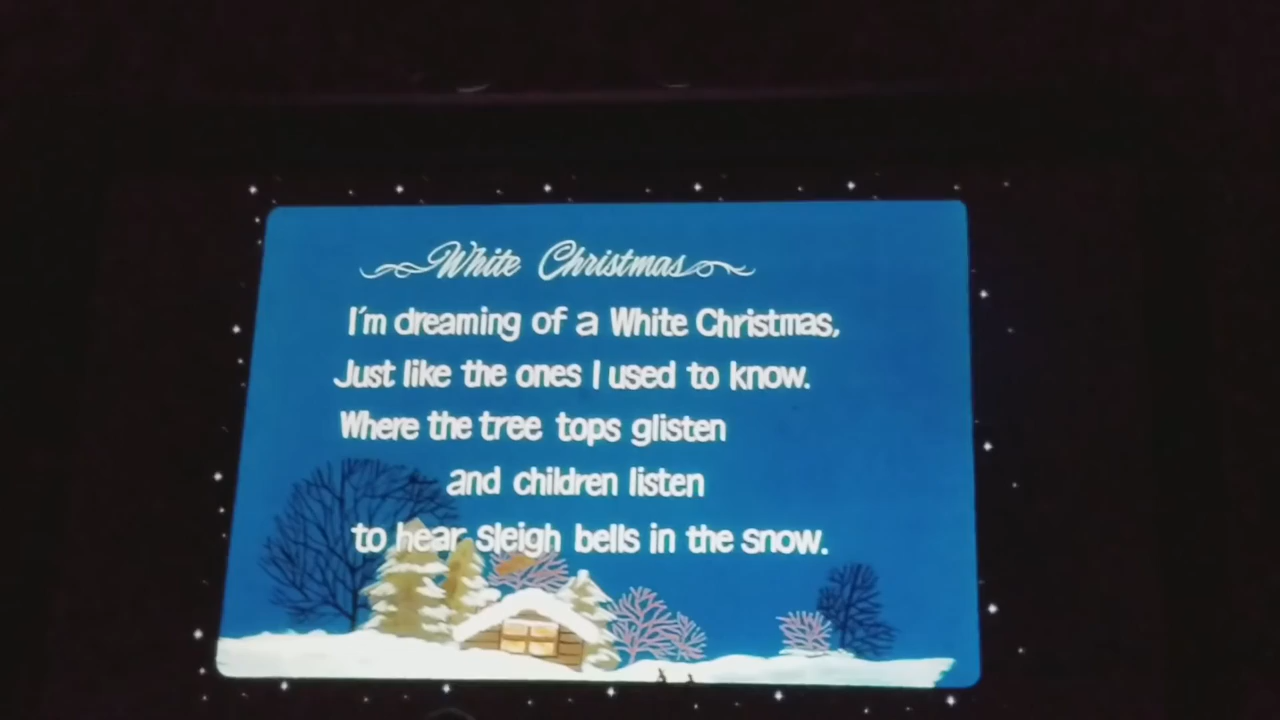 White Christmas
I'm dreaming of a White Christmas,
Just like the ones I used to know.
Where the tree tops glisten
and children listen
to hear sleigh bells in the snow.